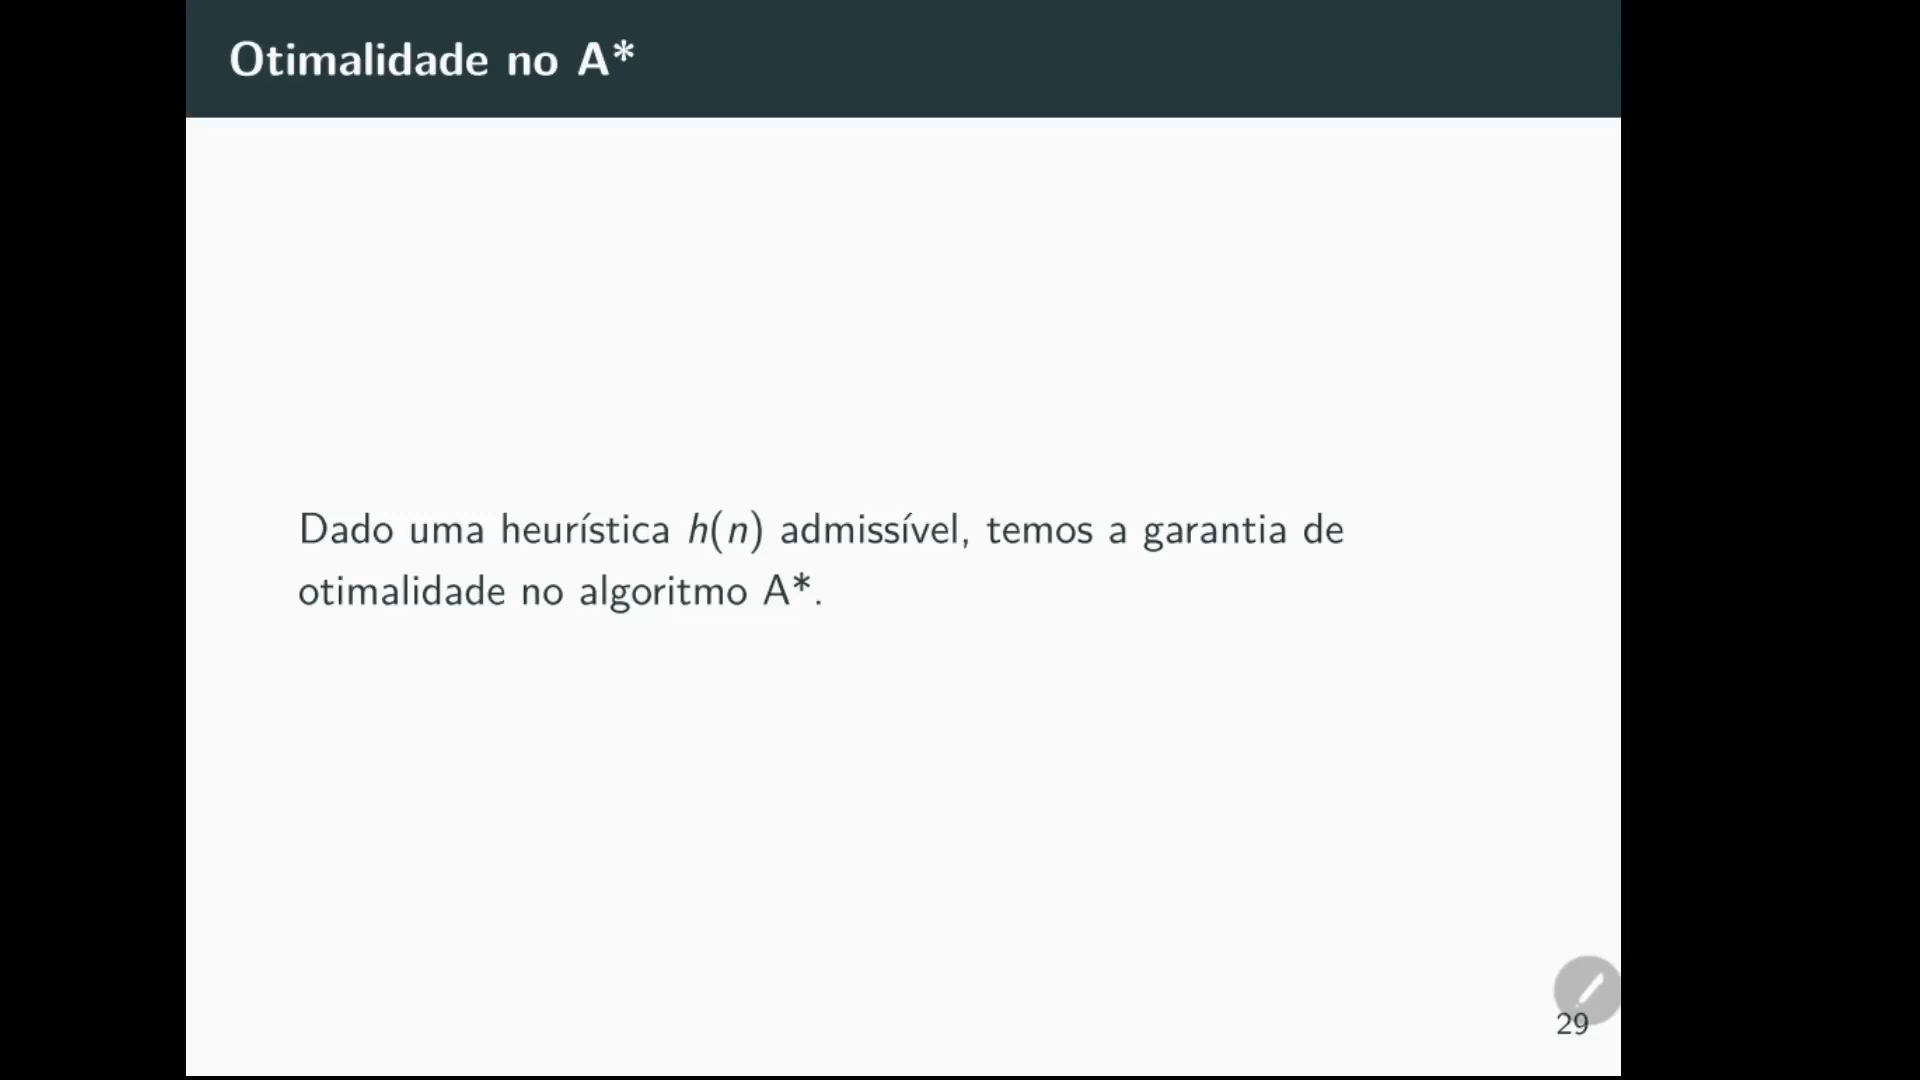 Otimalidade no A*
Dado uma heurística h(n) admissível, temos a garantia de
otimalidade no algoritmo A*.
29